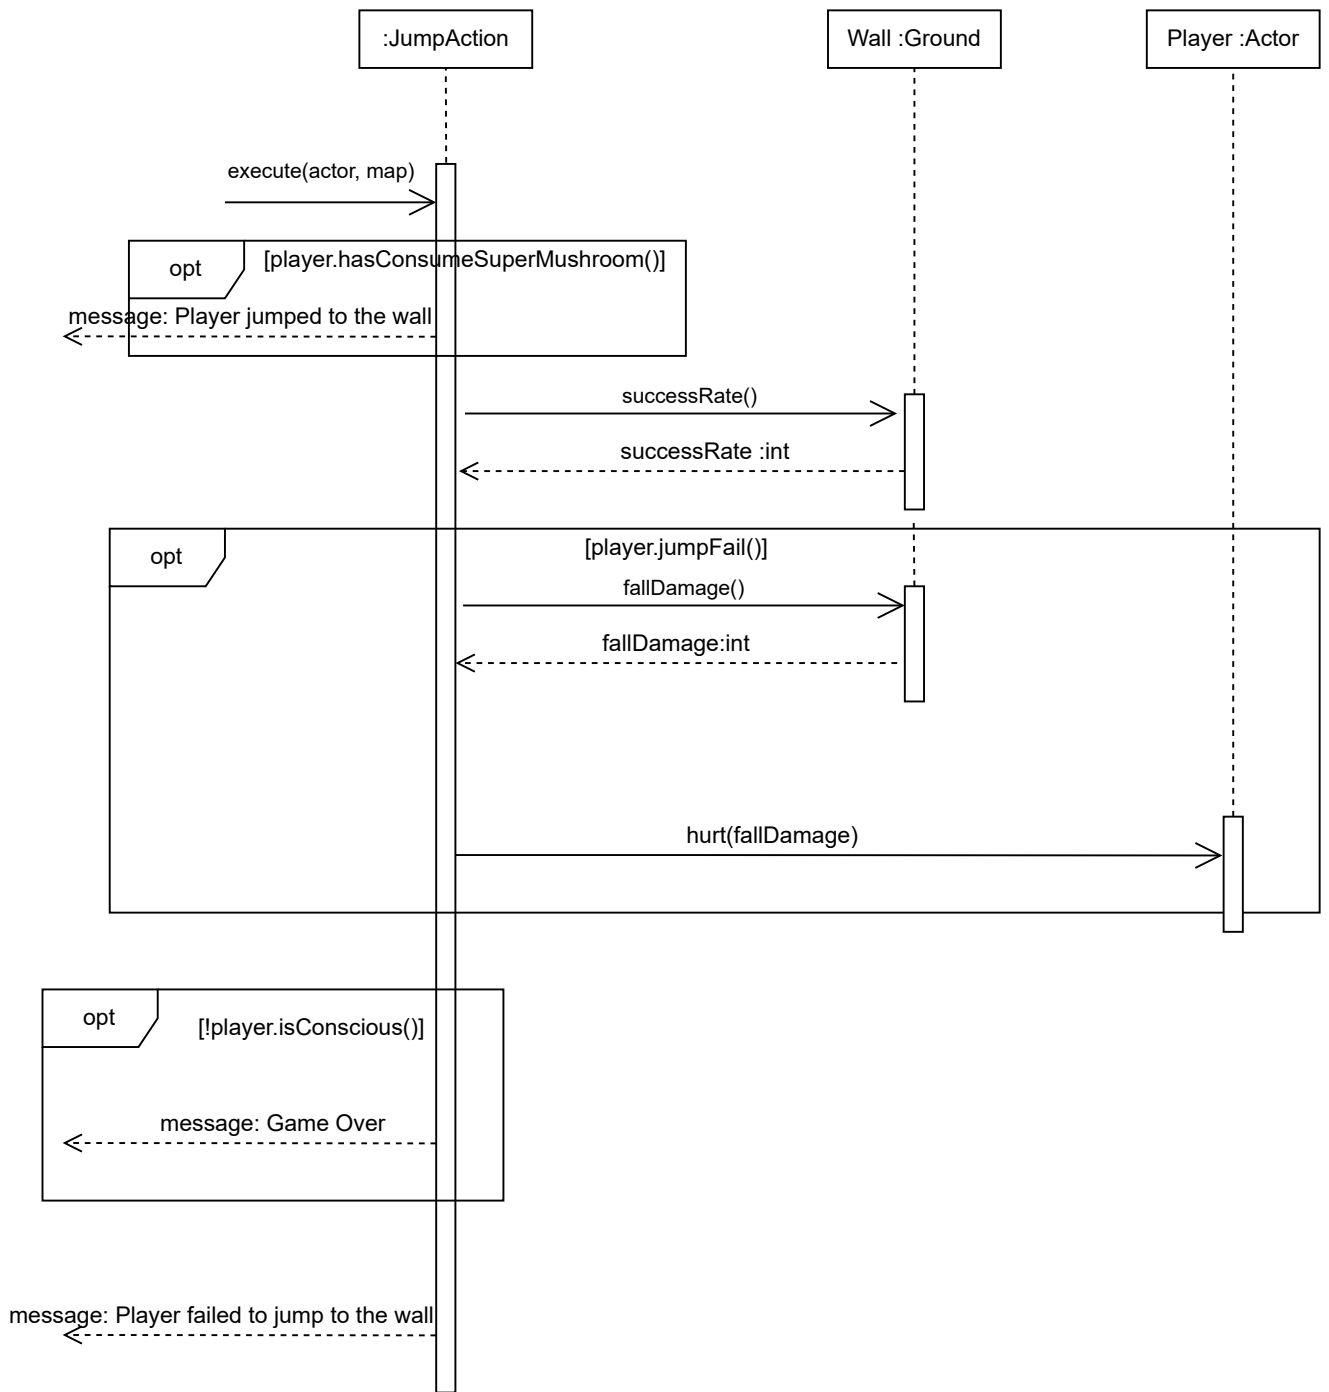 :JumpAction
Wall :Ground
Player :Actor
execute(actor, map)
opt
[player.hasConsumeSuperMushroom()]
message: Player jumped to the wall
successRate()
successRate :int
opt
[player.jumpFail()]
fallDamage()
fallDamage:int
hurt(fallDamage)
opt
[!player.isConscious()]
message: Game Over
message: Player failed to jump to the wall